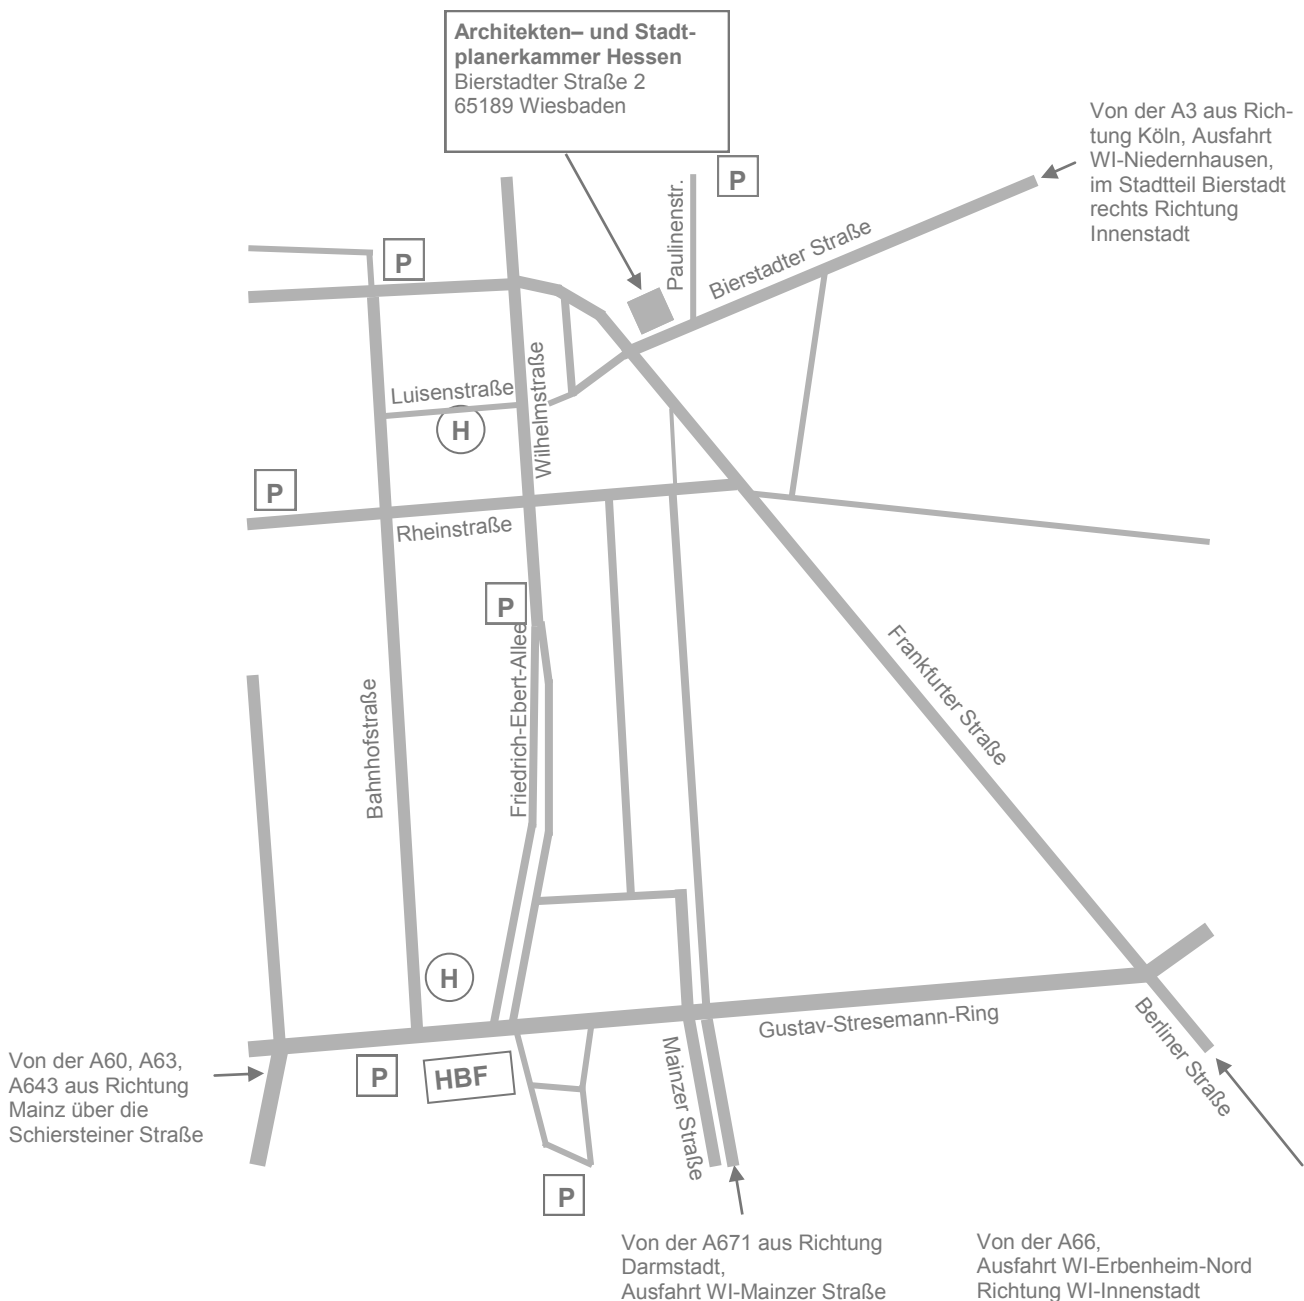 Architekten– und Stadt-
planerkammer Hessen
Bierstadter Straße 2
65189 Wiesbaden
Von der A3 aus Rich-
tung Köln, Ausfahrt
WI-Niedernhausen,
im Stadtteil Bierstadt
rechts Richtung
Innenstadt
P
Paulinenstr.
Bierstadter Straße
P
Luisenstraße
H
Wilhelmstraße
P
Rheinstraße
P
Friedrich-Ebert-Allee
Frankfurter Straße
Bahnhofstraße
H
Gustav-Stresemann-Ring
Berliner Straße
Mainzer Straße
P
HBF
Von der A60, A63,
A643 aus Richtung
Mainz über die
Schiersteiner Straße
P
Von der A671 aus Richtung
Darmstadt,
Ausfahrt WI-Mainzer Straße
Von der A66,
Ausfahrt WI-Erbenheim-Nord
Richtung WI-Innenstadt